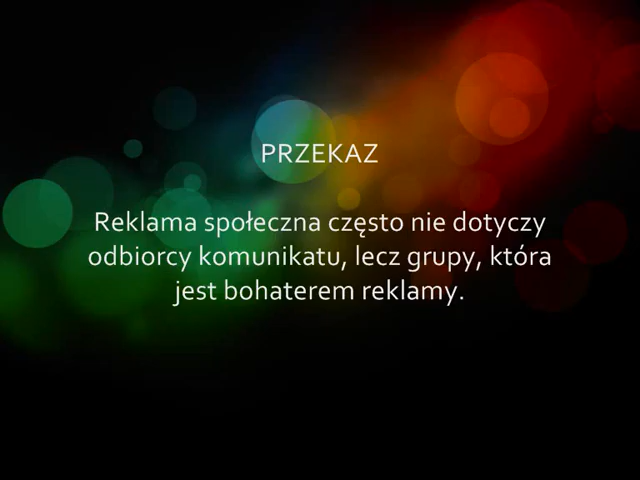 PRZEKAZ
Reklama społeczna często nie dotyczy
odbiorcy komunikatu, lecz grupy, która
jest bohaterem reklamy.